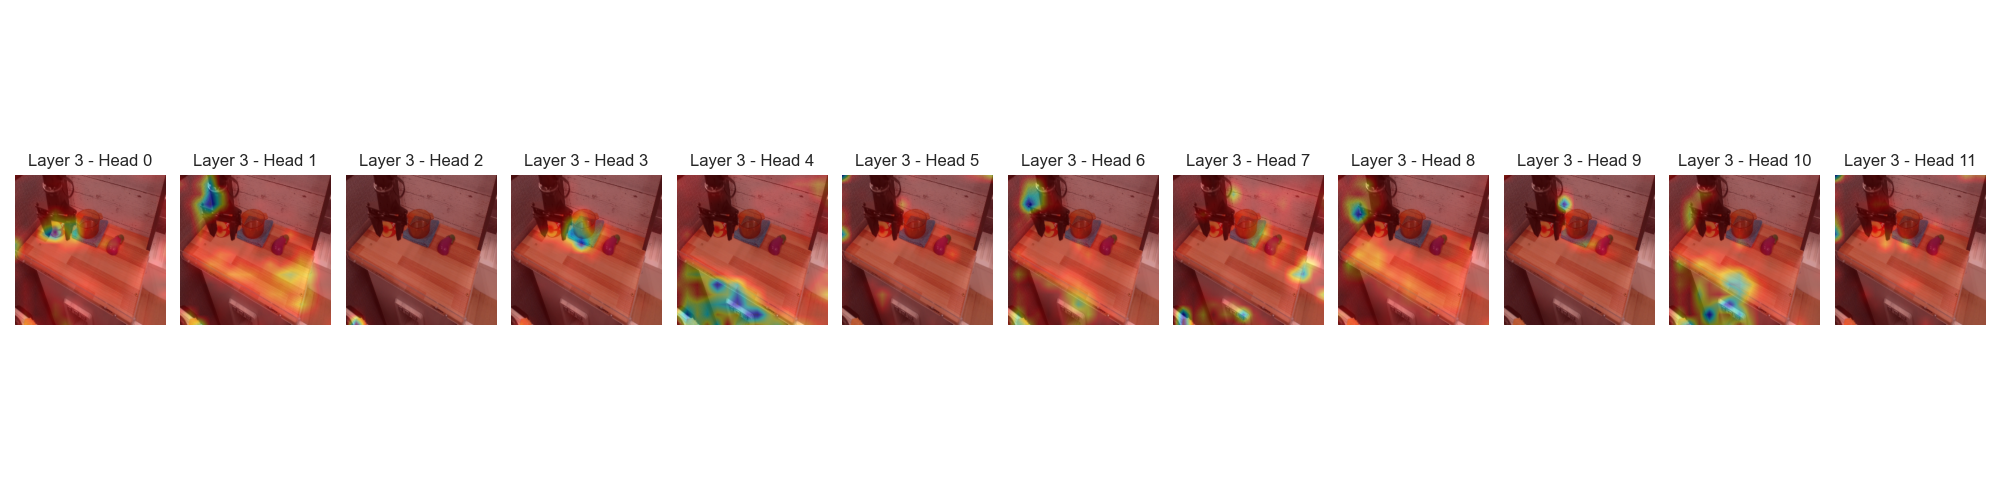 Layer 3 - Head 0
Layer 3 - Head 1
Layer 3 - Head 2
Layer 3 - Head 3
Layer 3 - Head 4
Layer 3 - Head 5
Layer 3 - Head 6
Layer 3 - Head 7
Layer 3 - Head 8
Layer 3 - Head 9
Layer 3 - Head 10
Layer 3 - Head 11